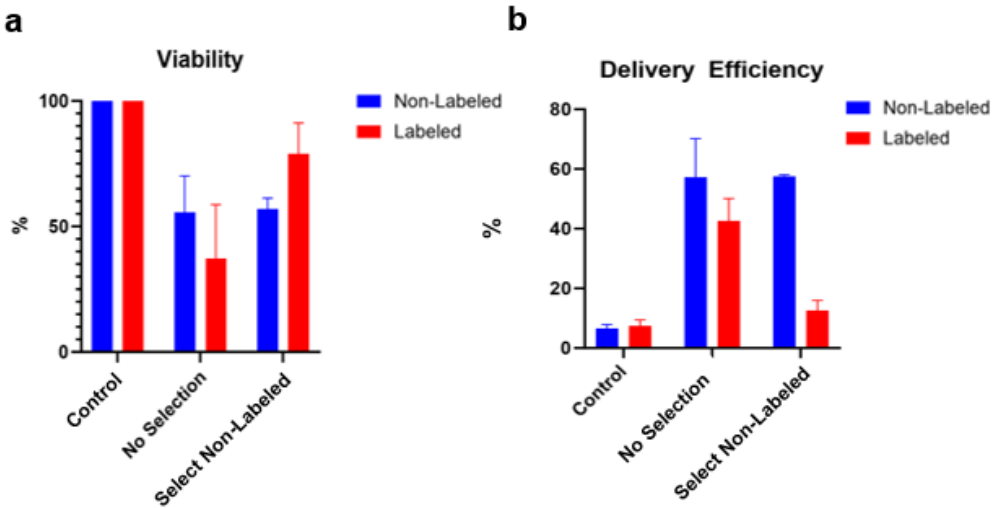 a
Viability
100
50
0
%
Non-Labeled
Labeled
Control
No Selection
Select Non-Labeled
b
Delivery Efficiency
80
60
40
20
0
%
Non-Labeled
Labeled
Control
No Selection
Select Non-Labeled